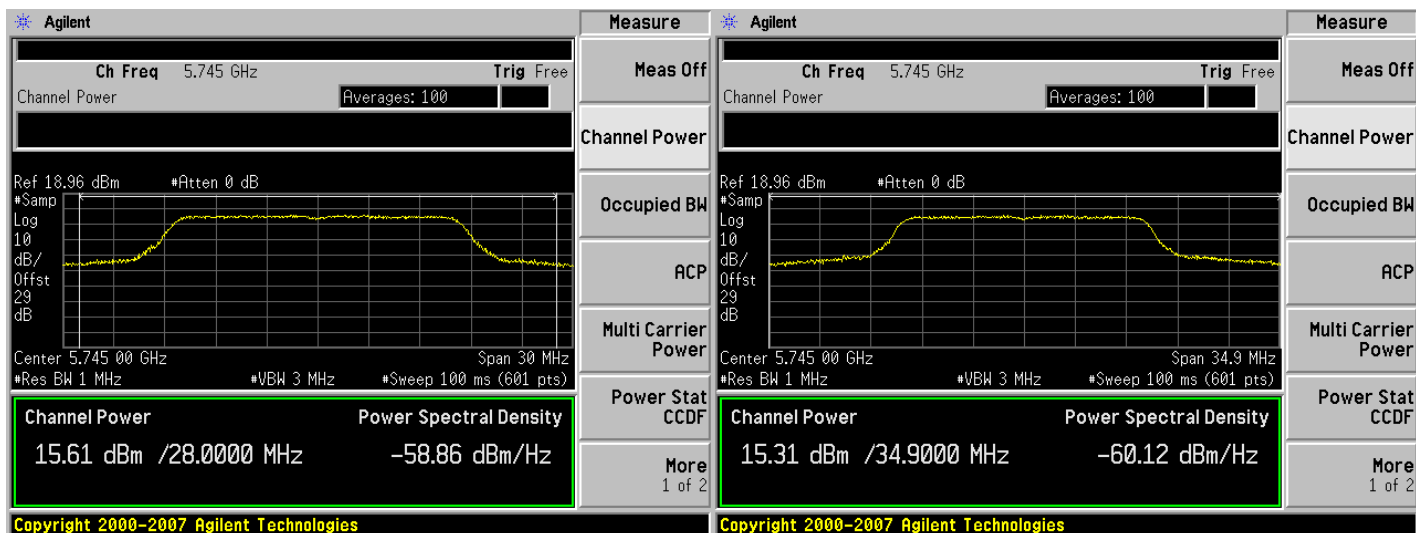 Agilent
Measure
Ch Freq 5.745 GHz Trig Free
Channel Power Averages: 100
Ref 18.96 dBm #Atten 0 dB
#Samp
Log
10
dB/
Offst
29
dB
Center 5.745 00 GHz Span 30 MHz
#Res BW 1 MHz #VBW 3 MHz #Sweep 100 ms (601 pts)
Channel Power Power Spectral Density
15.61 dBm /28.0000 MHz -58.86 dBm/Hz
Copyright 2000-2007 Agilent Technologies
Meas Off
Channel Power
Occupied BW
ACP
Multi Carrier
Power
Power Stat
CCDF
More
1 of 2
Agilent
Measure
Ch Freq 5.745 GHz Trig Free
Channel Power Averages: 100
Ref 18.96 dBm #Atten 0 dB
#Samp
Log
10
dB/
Offst
29
dB
Center 5.745 00 GHz Span 34.9 MHz
#Res BW 1 MHz #VBW 3 MHz #Sweep 100 ms (601 pts)
Channel Power Power Spectral Density
15.31 dBm /34.9000 MHz -60.12 dBm/Hz
Copyright 2000-2007 Agilent Technologies
Meas Off
Channel Power
Occupied BW
ACP
Multi Carrier
Power
Power Stat
CCDF
More
1 of 2